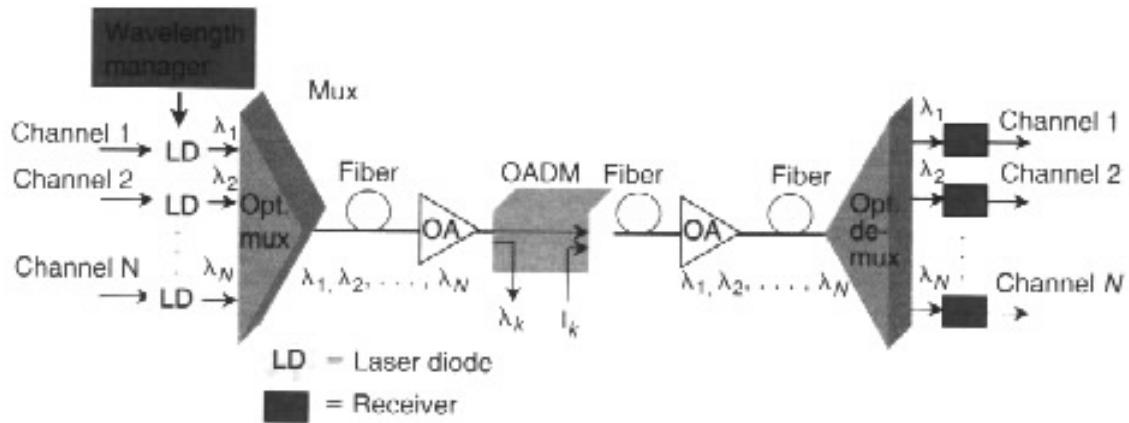 Wavelength
manager
Mux
Channel 1
LD
λ1
Channel 2
LD
λ2
Channel N
LD
λN
Opt.
mux
Fiber
OA
λ1, λ2, . . . . , λN
OADM
λk
lk
Fiber
OA
Fiber
λ1, λ2, . . . . , λN
Opt.
de-
mux
λ1
Channel 1
λ2
Channel 2
λN
Channel N
LD = Laser diode
= Receiver